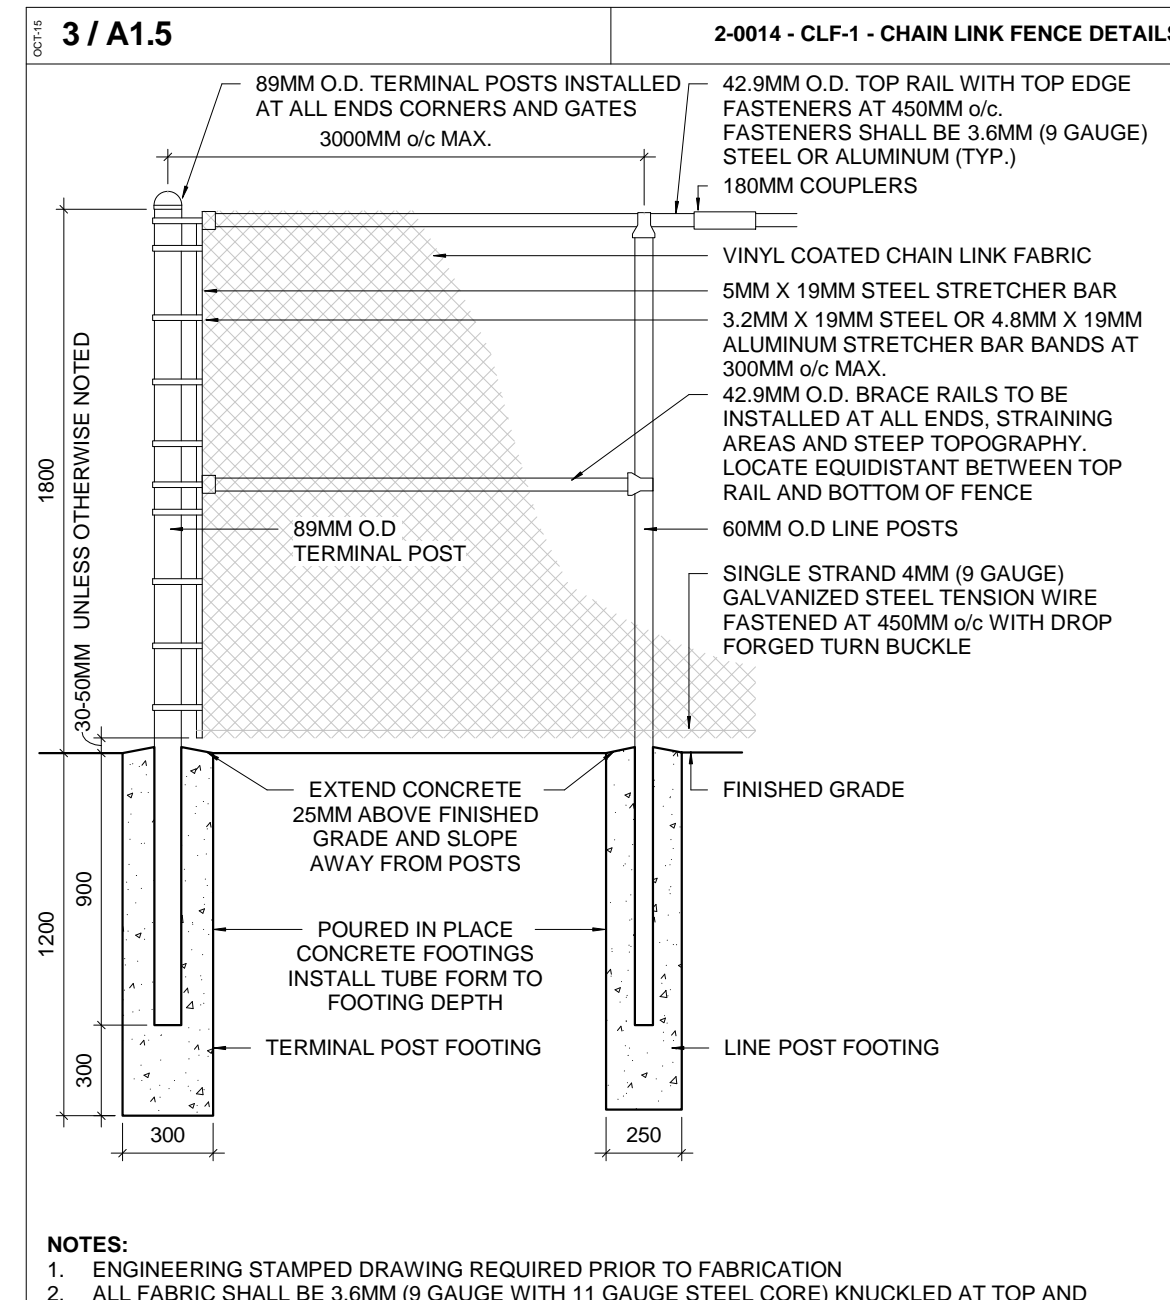 OCT-15
3 / A1.5
2-0014 - CLF-1 - CHAIN LINK FENCE DETAILS
89MM O.D. TERMINAL POSTS INSTALLED
AT ALL ENDS CORNERS AND GATES
3000MM o/c MAX.
42.9MM O.D. TOP RAIL WITH TOP EDGE
FASTENERS AT 450MM o/c.
FASTENERS SHALL BE 3.6MM (9 GAUGE)
STEEL OR ALUMINUM (TYP.)
180MM COUPLERS
VINYL COATED CHAIN LINK FABRIC
5MM X 19MM STEEL STRETCHER BAR
3.2MM X 19MM STEEL OR 4.8MM X 19MM
ALUMINUM STRETCHER BAR BANDS AT
300MM o/c MAX.
42.9MM O.D. BRACE RAILS TO BE
INSTALLED AT ALL ENDS, STRAINING
AREAS AND STEEP TOPOGRAPHY.
LOCATE EQUIDISTANT BETWEEN TOP
RAIL AND BOTTOM OF FENCE
1800
30-50MM UNLESS OTHERWISE NOTED
89MM O.D
TERMINAL POST
60MM O.D LINE POSTS
SINGLE STRAND 4MM (9 GAUGE)
GALVANIZED STEEL TENSION WIRE
FASTENED AT 450MM o/c WITH DROP
FORGED TURN BUCKLE
EXTEND CONCRETE
25MM ABOVE FINISHED
GRADE AND SLOPE
AWAY FROM POSTS
FINISHED GRADE
900
1200
POURED IN PLACE
CONCRETE FOOTINGS
INSTALL TUBE FORM TO
FOOTING DEPTH
300
TERMINAL POST FOOTING
LINE POST FOOTING
300
250
NOTES:
1. ENGINEERING STAMPED DRAWING REQUIRED PRIOR TO FABRICATION
2. ALL FABRIC SHALL BE 3.6MM (9 GAUGE WITH 11 GAUGE STEEL CORE) KNUCKLED AT TOP AND